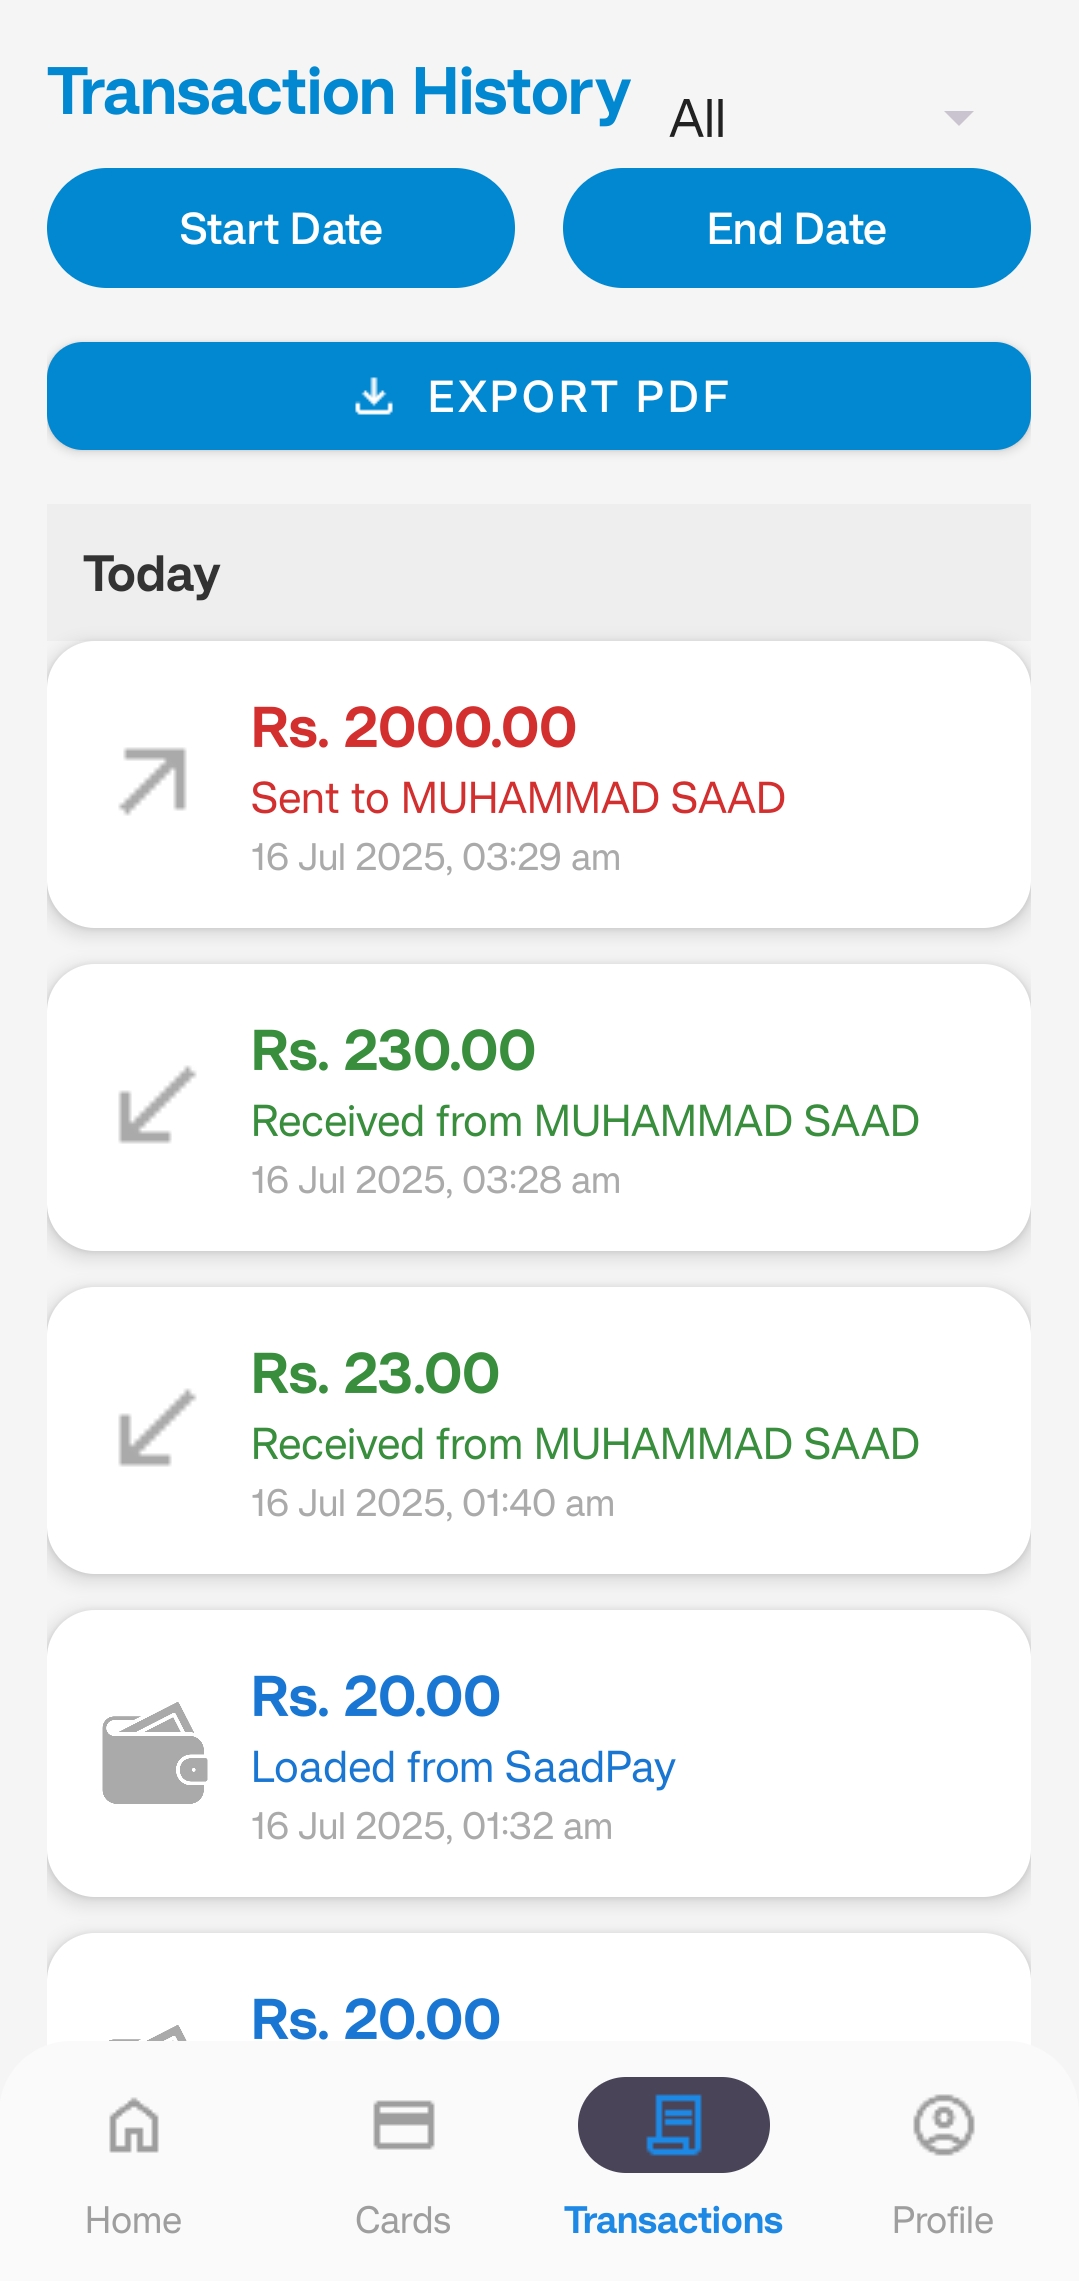 Transaction History
All
Start Date
End Date
EXPORT PDF
Today
Rs. 2000.00
Sent to MUHAMMAD SAAD
16 Jul 2025, 03:29 am
Rs. 230.00
Received from MUHAMMAD SAAD
16 Jul 2025, 03:28 am
Rs. 23.00
Received from MUHAMMAD SAAD
16 Jul 2025, 01:40 am
Rs. 20.00
Loaded from SaadPay
16 Jul 2025, 01:32 am
Rs. 20.00
Home
Cards
Transactions
Profile